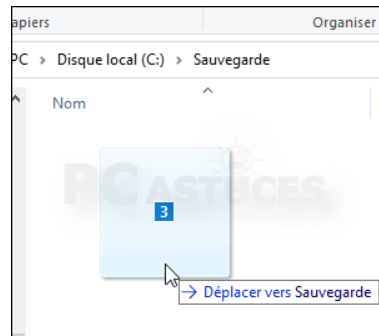 apiers Organiser
PC > Disque local (C:) > Sauvegarde
Nom
PC ASTUCES
3
→ Déplacer vers Sauvegarde